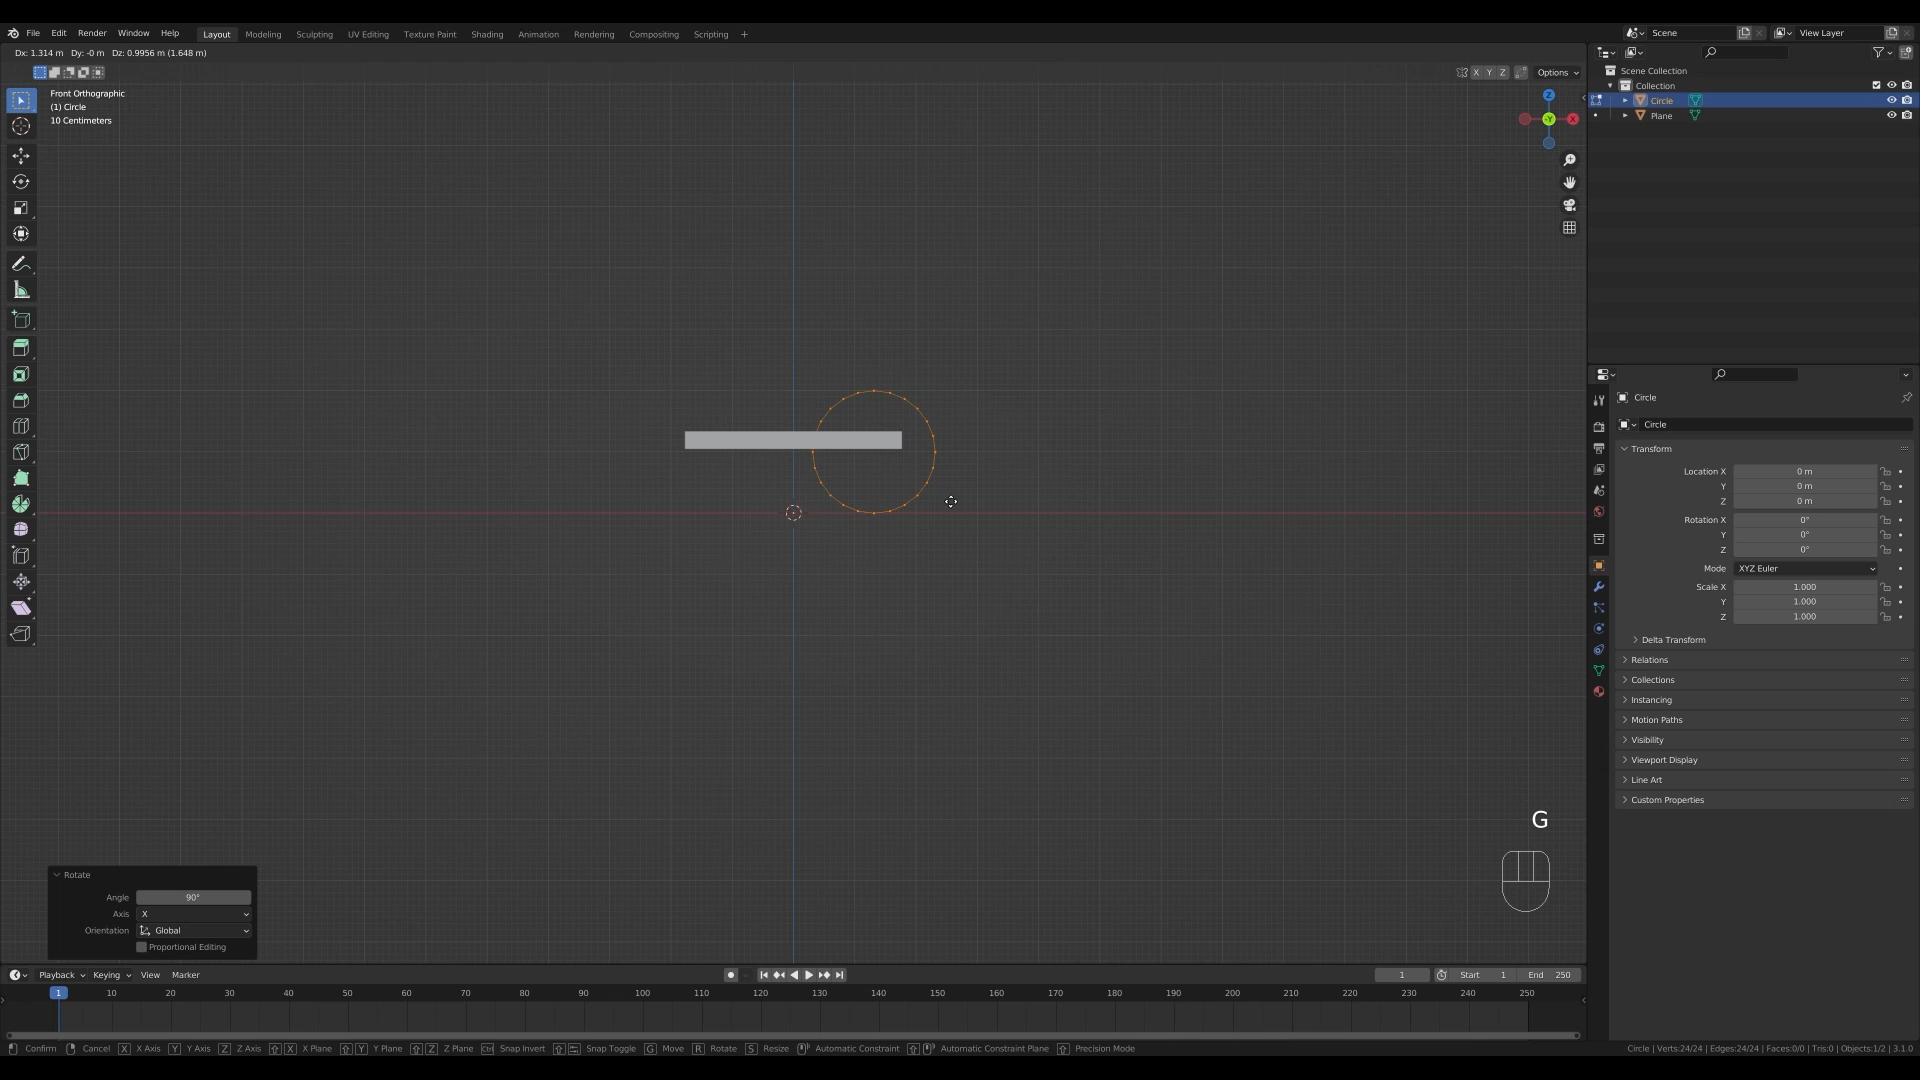 File Edit Render Window Help Layout Modeling Sculpting UV Editing Texture Paint Shading Animation Rendering Compositing Scripting + Scene View Layer
Dx: 1.314 m Dy: -0 m Dz: 0.9956 m (1.648 m)
X Y Z Options
Front Orthographic
(1) Circle
10 Centimeters
Z
-Y
X
Scene Collection
Collection
Circle
Plane
Circle
Circle
Transform
Location X 0 m
Y 0 m
Z 0 m
Rotation X 0°
Y 0°
Z 0°
Mode XYZ Euler
Scale X 1.000
Y 1.000
Z 1.000
Delta Transform
Relations
Collections
Instancing
Motion Paths
Visibility
Viewport Display
Line Art
Custom Properties
G
Rotate
Angle 90°
Axis X
Orientation Global
Proportional Editing
Playback Keying View Marker 1 Start 1 End 250
1 10 20 30 40 50 60 70 80 90 100 110 120 130 140 150 160 170 180 190 200 210 220 230 240 250
Confirm Cancel X X Axis Y Y Axis Z Z Axis X X Plane Y Y Plane Z Z Plane Ctrl Snap Invert Snap Toggle G Move R Rotate S Resize Automatic Constraint Automatic Constraint Plane Precision Mode Circle | Verts:24/24 | Edges:24/24 | Faces:0/0 | Tris:0 | Objects:1/2 | 3.1.0